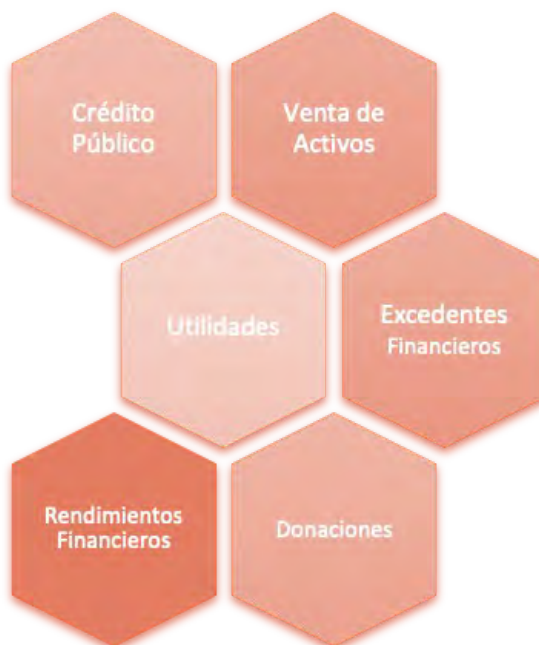 Crédito
Público
Venta de
Activos
Utilidades
Excedentes
Financieros
Rendimientos
Financieros
Donaciones